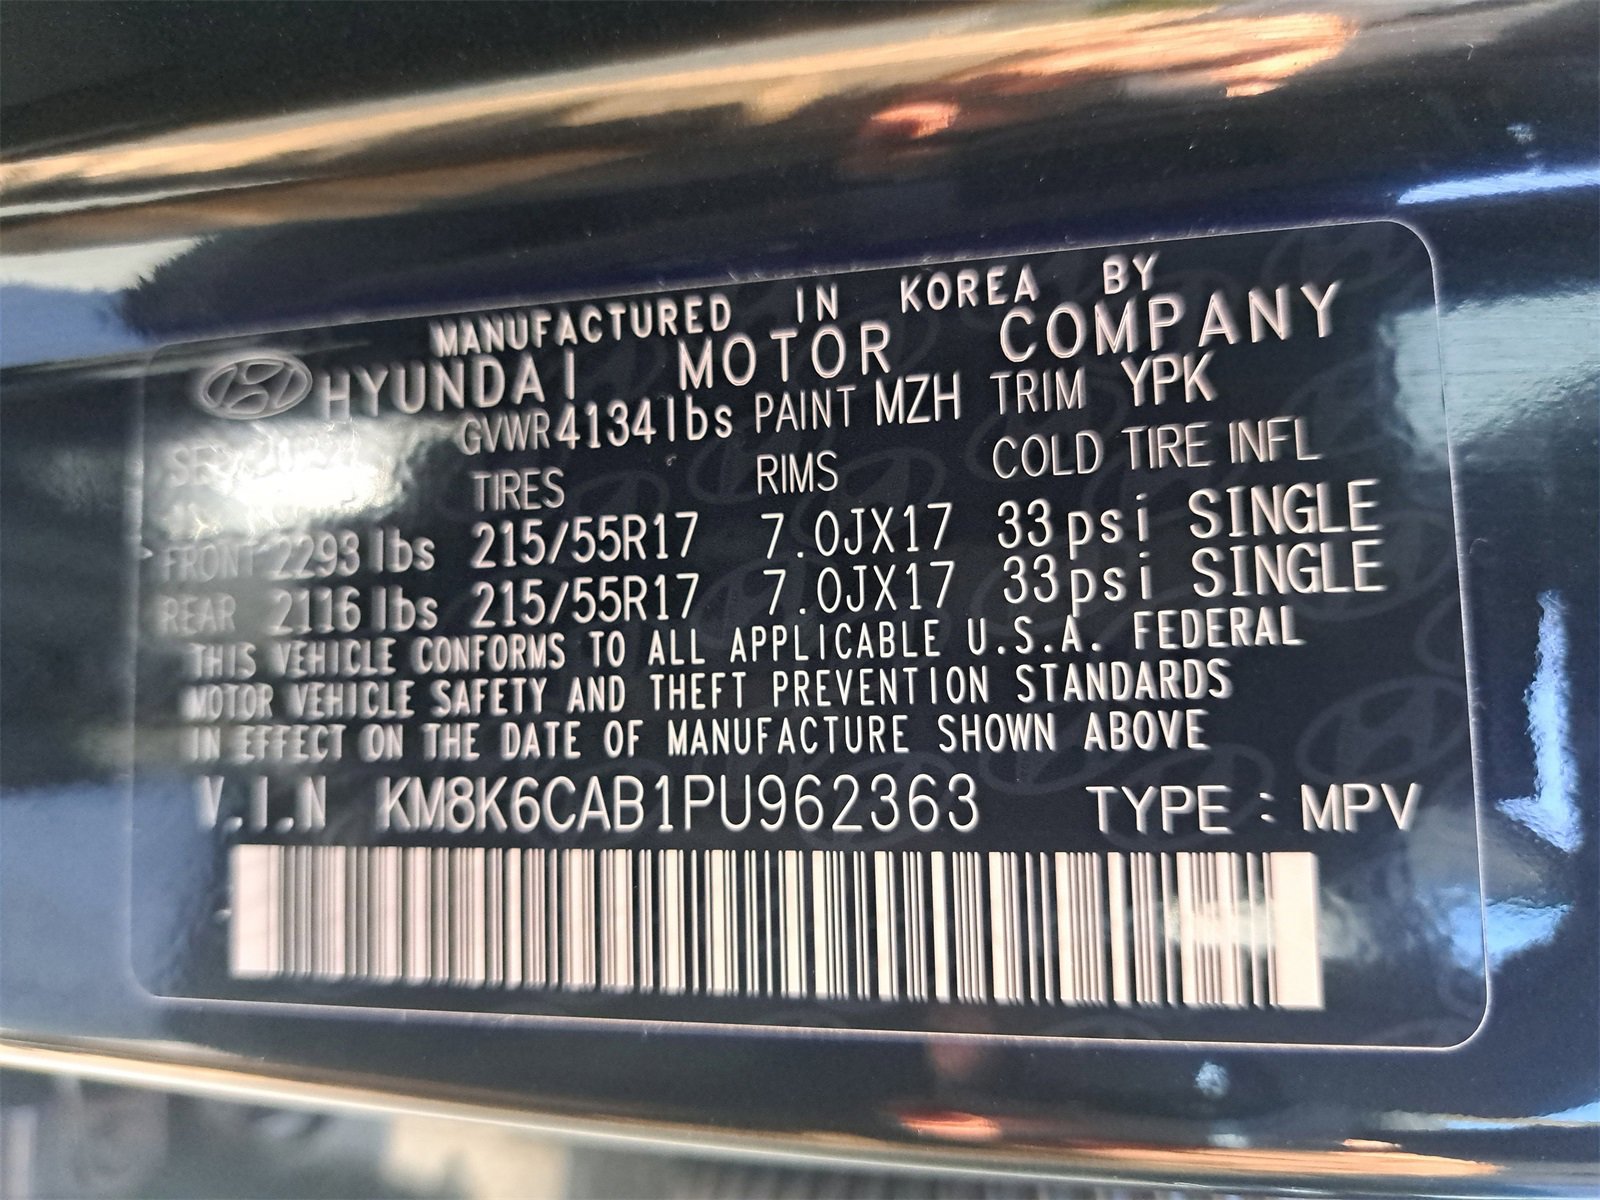 MANUFACTURED IN KOREA BY
HYUNDAI MOTOR COMPANY
GVWR 4134lbs PAINT MZH TRIM YPK
TIRES RIMS COLD TIRE INFL
FRONT 2293lbs 215/55R17 7.0JX17 33psi SINGLE
REAR 2116lbs 215/55R17 7.0JX17 33psi SINGLE
THIS VEHICLE CONFORMS TO ALL APPLICABLE U.S.A. FEDERAL
MOTOR VEHICLE SAFETY AND THEFT PREVENTION STANDARDS
IN EFFECT ON THE DATE OF MANUFACTURE SHOWN ABOVE
V.I.N KM8K6CAB1PU962363 TYPE : MPV